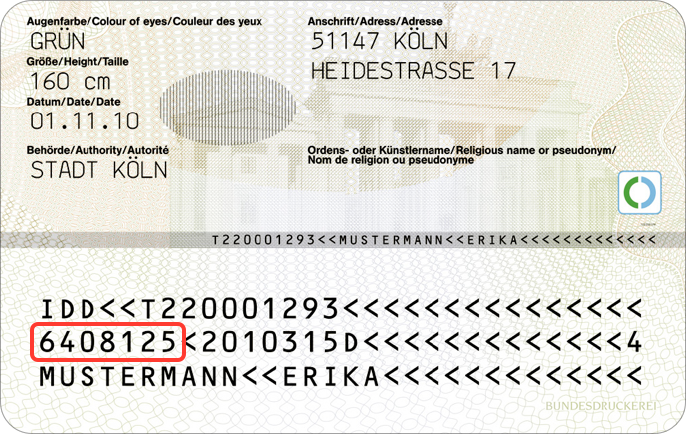 Augenfarbe/Colour of eyes/Couleur des yeux
GRÜN
Größe/Height/Taille
160 cm
Datum/Date/Date
01.11.10
Behörde/Authority/Autorité
STADT KÖLN
Anschrift/Adress/Adresse
51147 KÖLN
HEIDESTRASSE 17
Ordens- oder Künstlername/Religious name or pseudonym/
Nom de religion ou pseudonyme
T220001293<<MUSTERMANN<<ERIKA<<<<<<<<<<<<<
IDD<<T220001293<<<<<<<<<<<<<<<
6408125<2010315D<<<<<<<<<<<<<4
MUSTERMANN<<ERIKA<<<<<<<<<<<<<
BUNDESDRUCKEREI